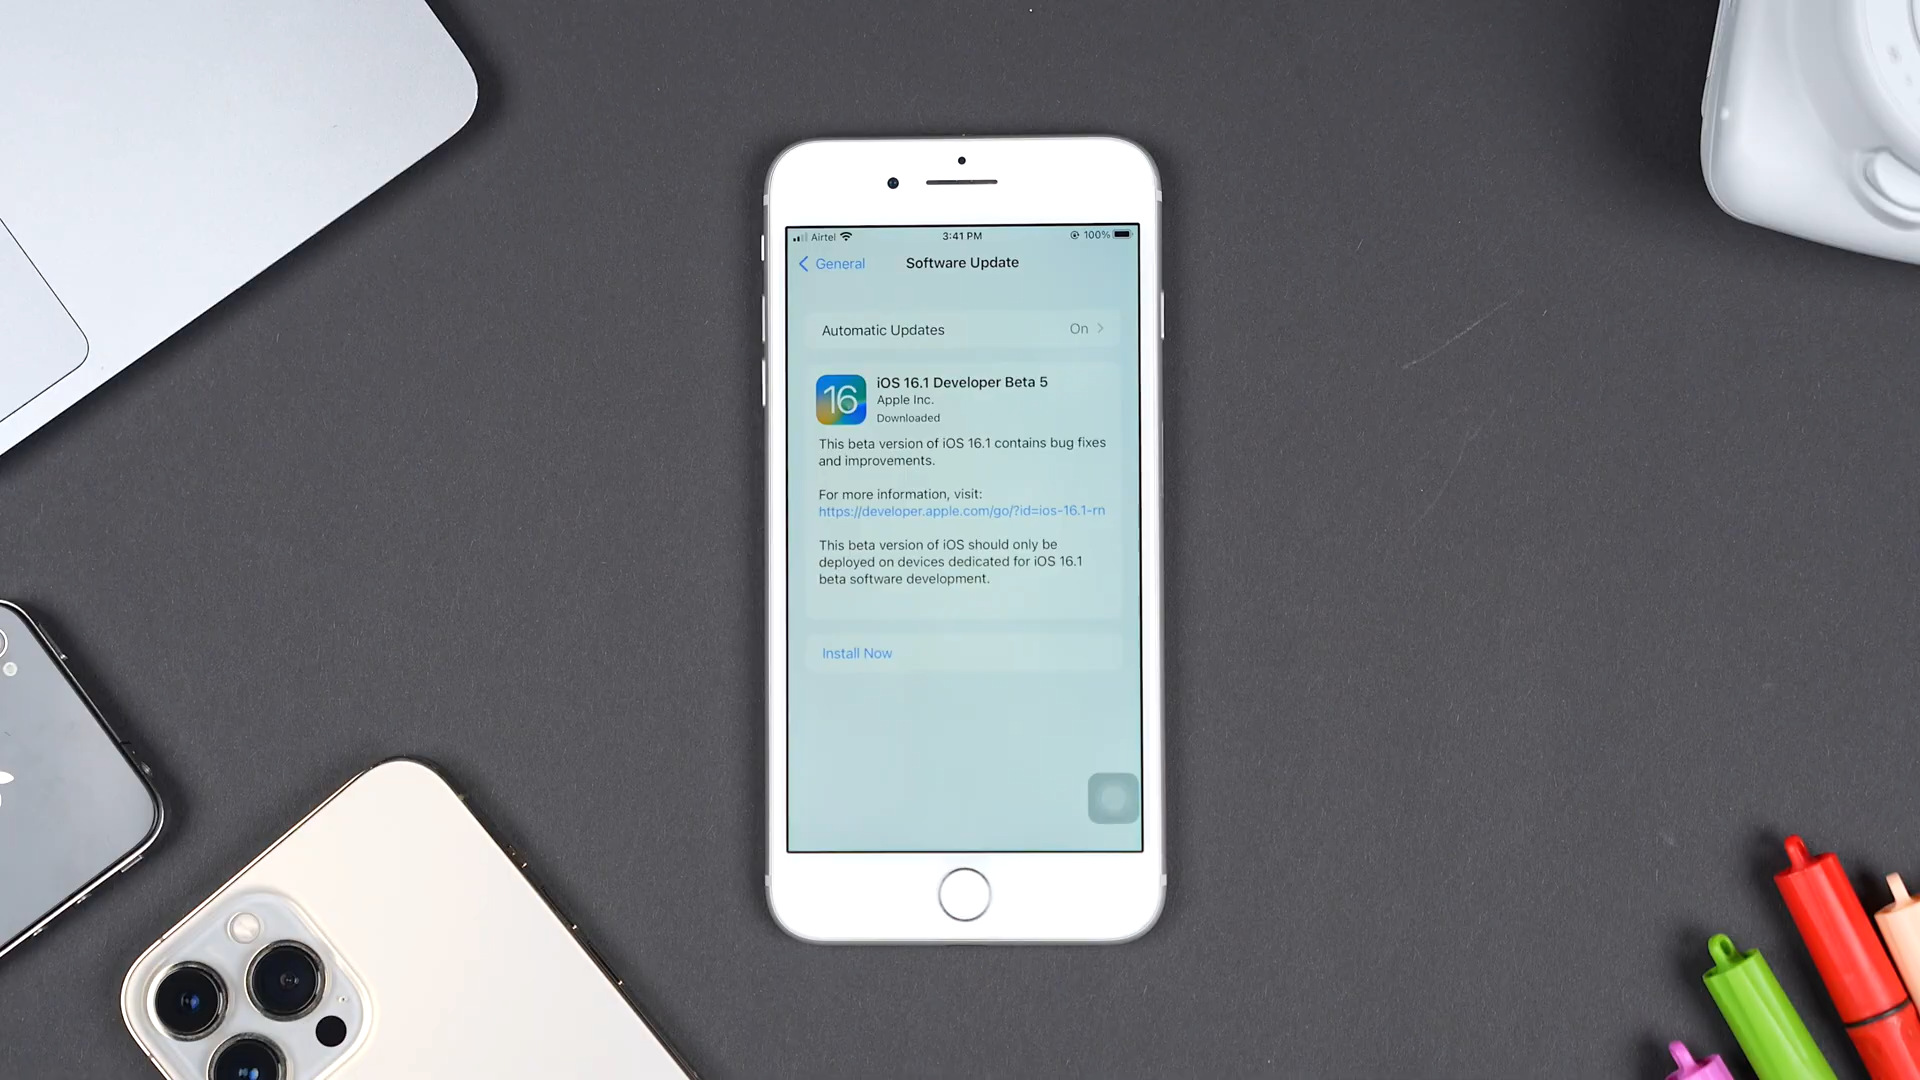 Airtel 3:41 PM 100%
General Software Update
Automatic Updates On
16 iOS 16.1 Developer Beta 5
Apple Inc.
Downloaded
This beta version of iOS 16.1 contains bug fixes
and improvements.
For more information, visit:
https://developer.apple.com/go/?id=ios-16.1-rn
This beta version of iOS should only be
deployed on devices dedicated for iOS 16.1
beta software development.
Install Now